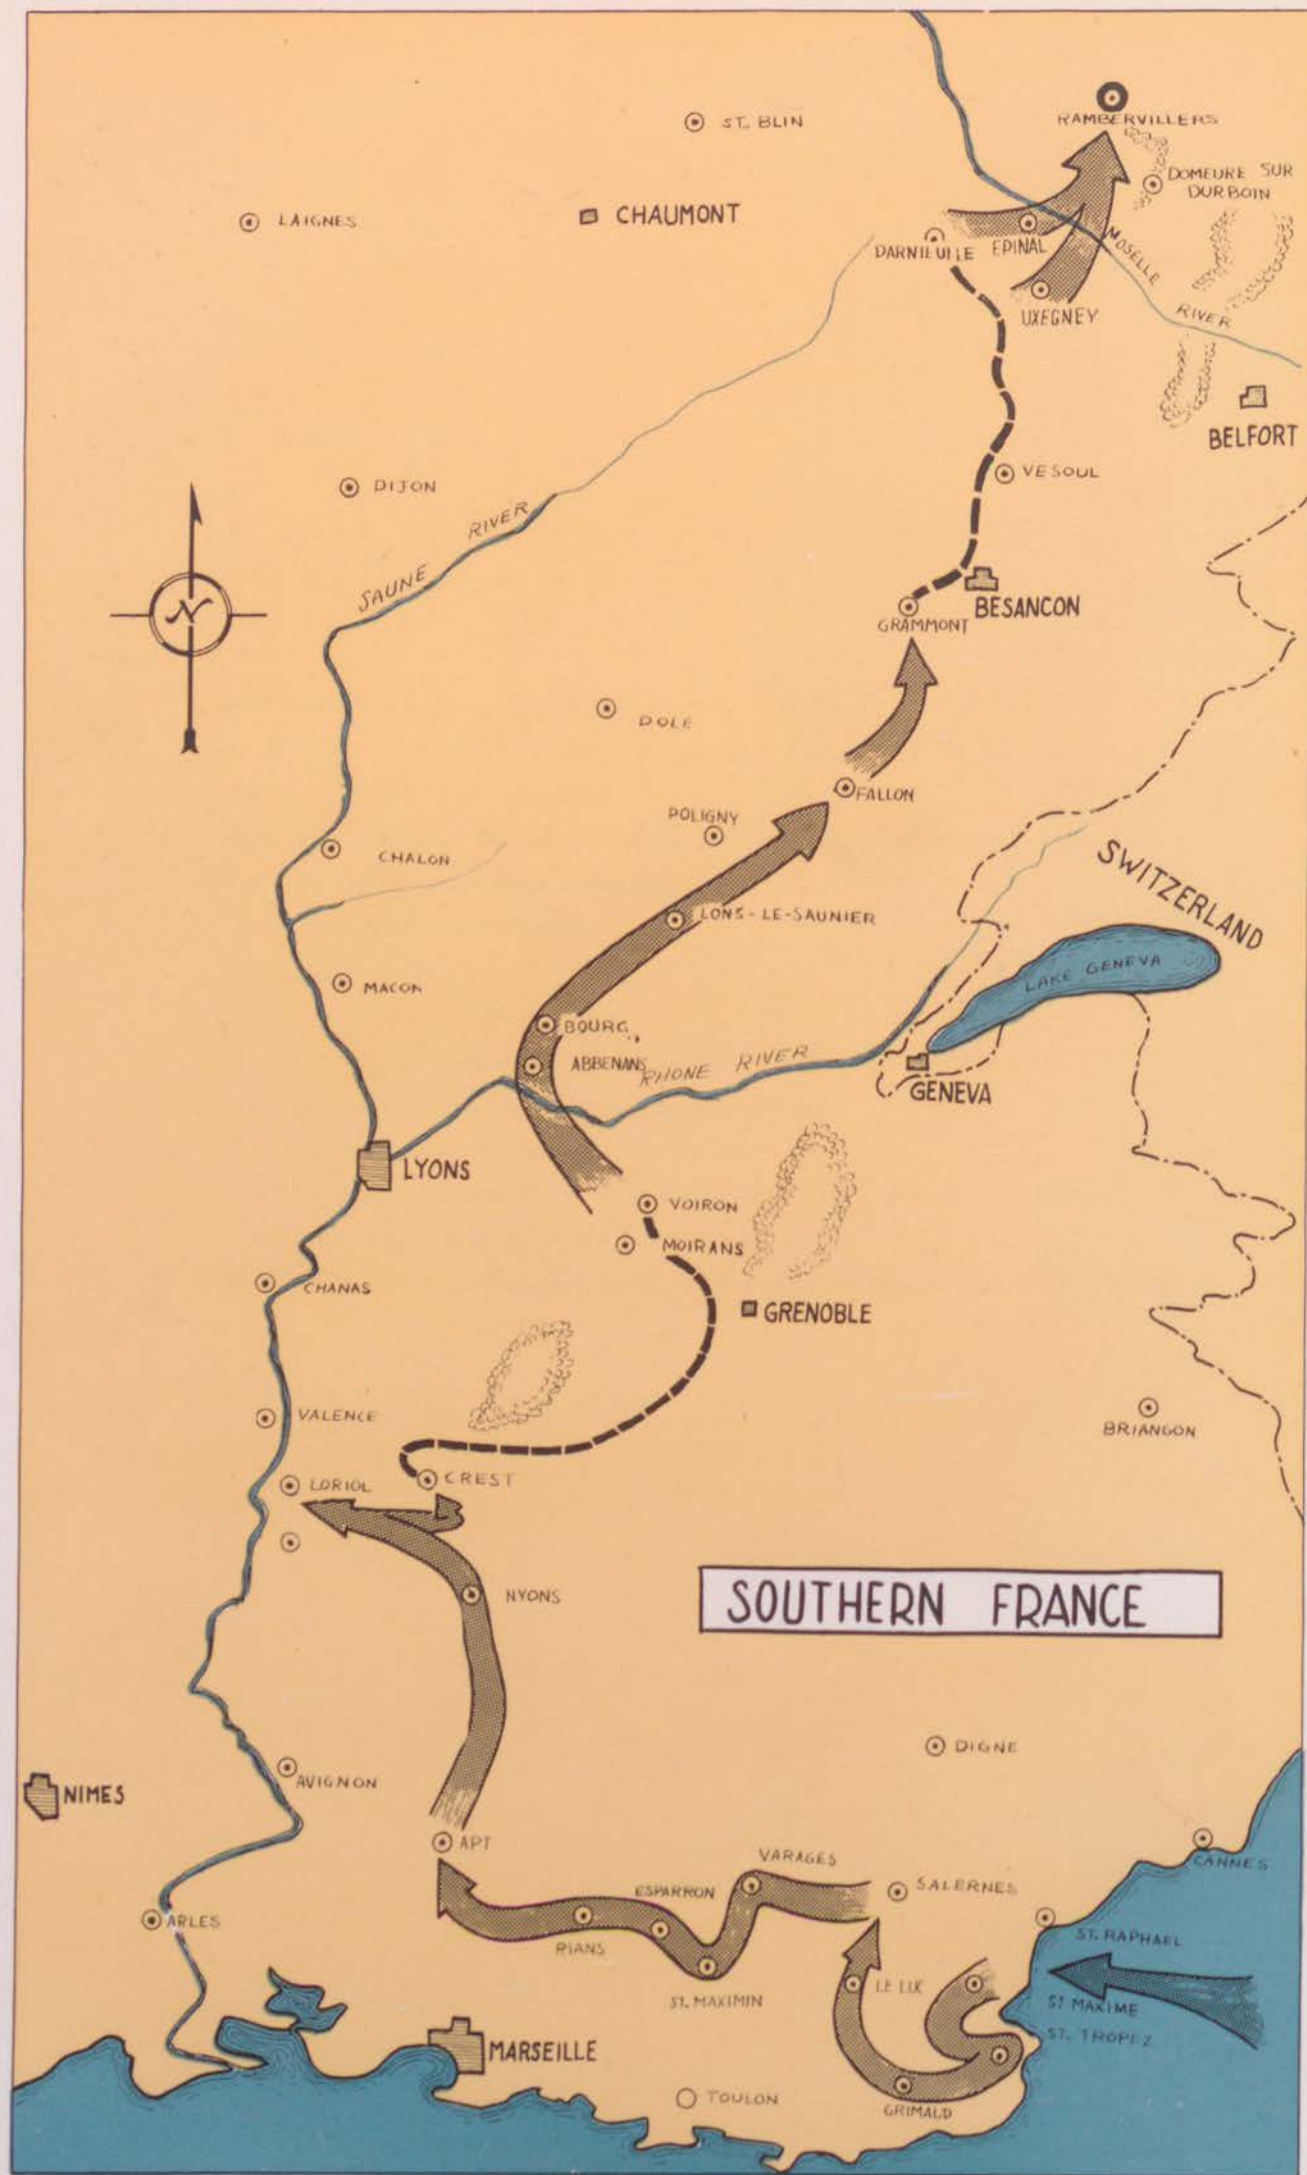 RAMBERVILLERS
ST. BLIN
DOMEURE SUR
DURBOIN
LAIGNES
CHAUMONT
DARNIEULLE
EPINAL
MOSELLE
RIVER
UXEGNEY
BELFORT
VESOUL
DIJON
SAUNE RIVER
N
BESANCON
GRAMMONT
DOLE
FALLON
POLIGNY
CHALON
SWITZERLAND
LONS-LE-SAUNIER
LAKE GENEVA
MACON
BOURG
ABBENANS
RHONE RIVER
GENEVA
LYONS
VOIRON
MOIRANS
CHANAS
GRENOBLE
VALENCE
BRIANGON
LORIOL
CREST
NYONS
SOUTHERN FRANCE
DIGNE
AVIGNON
NIMES
APT
VARAGES
CANNES
ESPARRON
SALERNES
ARLES
RIANS
ST. RAPHAEL
ST. MAXIMIN
LE LUK
ST MAXIME
ST. TROPEZ
MARSEILLE
TOULON
GRIMALD